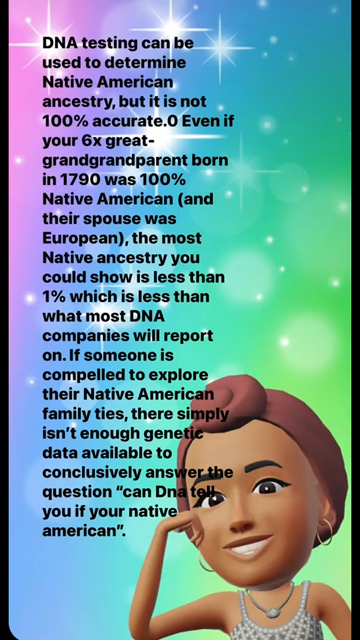 DNA testing can be
used to determine
Native American
ancestry, but it is not
100% accurate.0 Even if
your 6x great-
grandgrandparent born
in 1790 was 100%
Native American (and
their spouse was
European), the most
Native ancestry you
could show is less than
1% which is less than
what most DNA
companies will report
on. If someone is
compelled to explore
their Native American
family ties, there simply
isn’t enough genetic
data available to
conclusively answer the
question “can Dna tell
you if your native
american”.